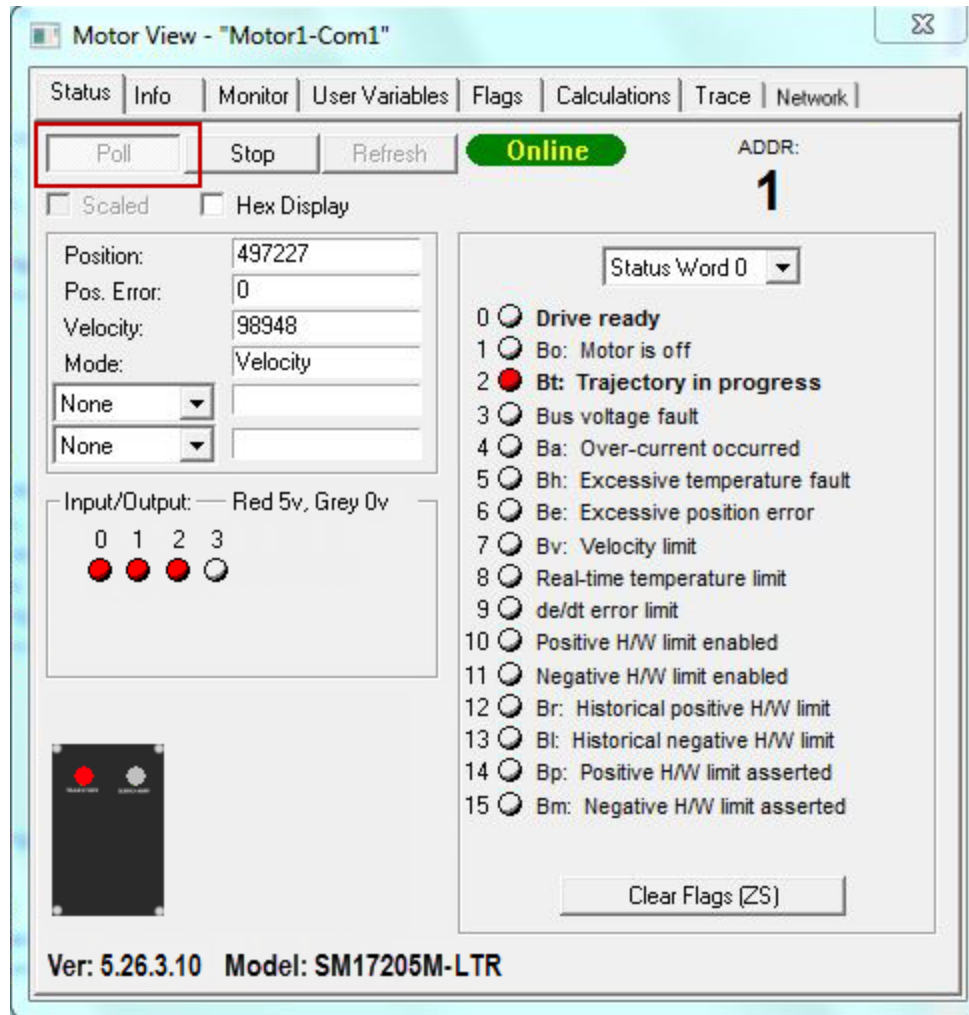 Motor View - "Motor1-Com1"
Status Info Monitor User Variables Flags Calculations Trace Network
Poll Stop Refresh Online ADDR:
1
Scaled Hex Display
Position: 497227
Pos. Error: 0
Velocity: 98948
Mode: Velocity
None
None
Input/Output: Red 5v, Grey 0v
0 1 2 3
Status Word 0
0 Drive ready
1 Bo: Motor is off
2 Bt: Trajectory in progress
3 Bus voltage fault
4 Ba: Over-current occurred
5 Bh: Excessive temperature fault
6 Be: Excessive position error
7 Bv: Velocity limit
8 Real-time temperature limit
9 de/dt error limit
10 Positive H/W limit enabled
11 Negative H/W limit enabled
12 Br: Historical positive H/W limit
13 Bl: Historical negative H/W limit
14 Bp: Positive H/W limit asserted
15 Bm: Negative H/W limit asserted
Clear Flags (ZS)
Ver: 5.26.3.10 Model: SM17205M-LTR